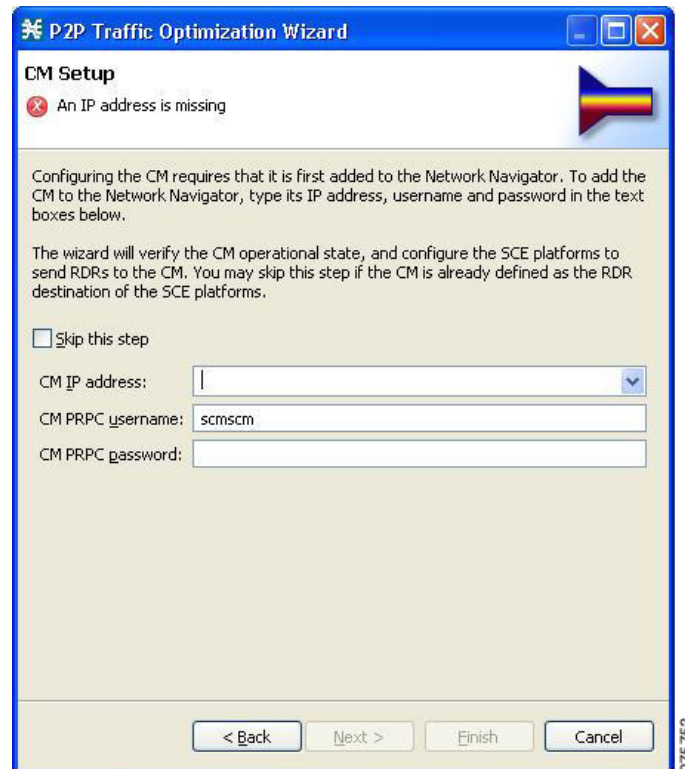 P2P Traffic Optimization Wizard
CM Setup
An IP address is missing
Configuring the CM requires that it is first added to the Network Navigator. To add the
CM to the Network Navigator, type its IP address, username and password in the text
boxes below.
The wizard will verify the CM operational state, and configure the SCE platforms to
send RDRs to the CM. You may skip this step if the CM is already defined as the RDR
destination of the SCE platforms.
Skip this step
CM IP address:
CM PRPC username: scmscm
CM PRPC password:
< Back Next > Finish Cancel